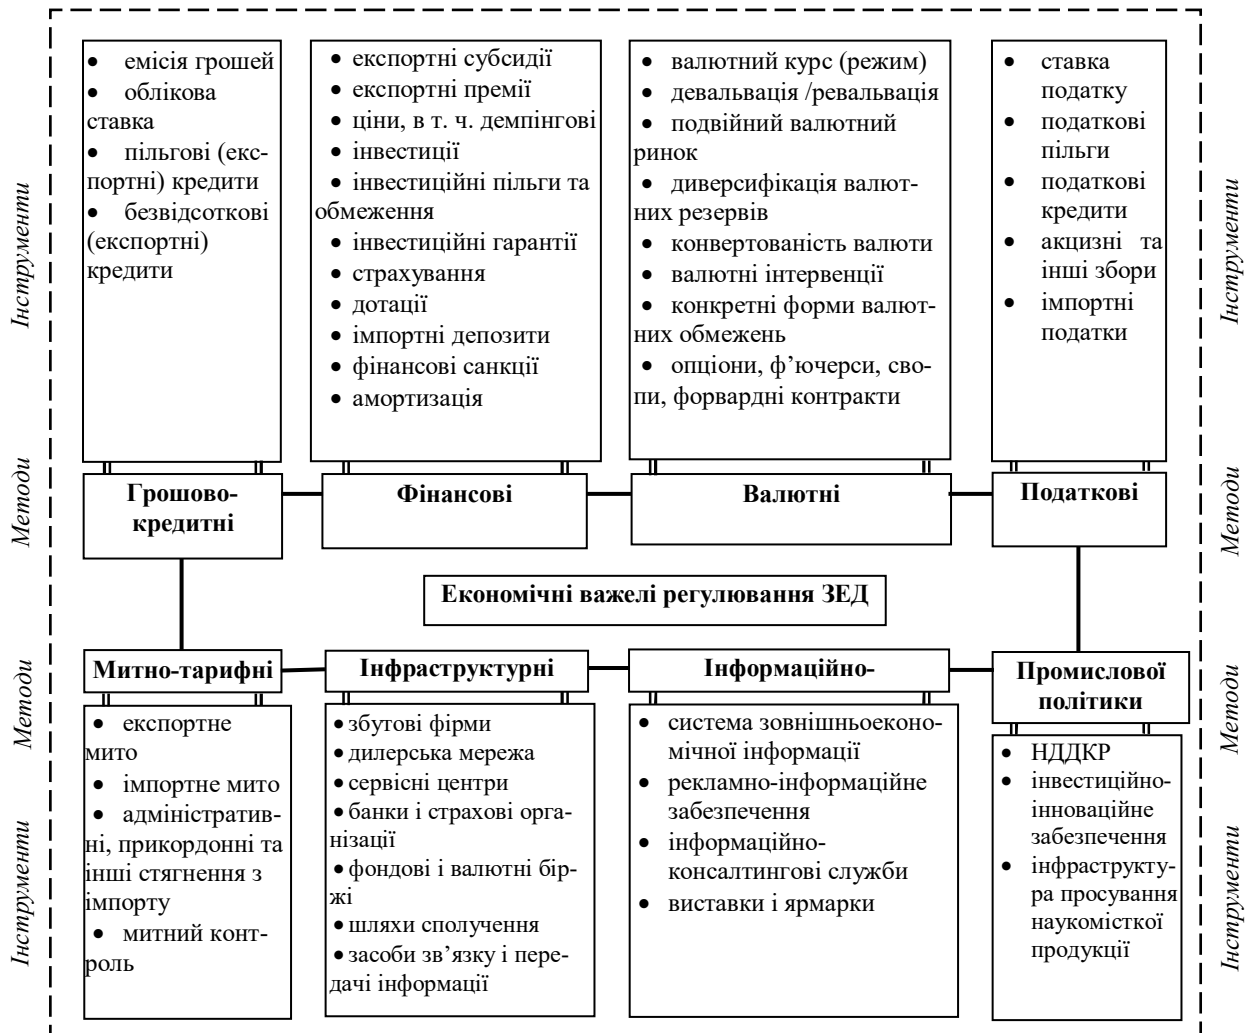 • емісія грошей
• облікова
ставка
• пільгові (екс-
портні) кредити
• безвідсоткові
(експортні)
кредити
• експортні субсидії
• експортні премії
• ціни, в т. ч. демпінгові
• інвестиції
• інвестиційні пільги та
обмеження
• інвестиційні гарантії
• страхування
• дотації
• імпортні депозити
• фінансові санкції
• амортизація
• валютний курс (режим)
• девальвація /ревальвація
• подвійний валютний
ринок
• диверсифікація валют-
них резервів
• конвертованість валюти
• валютні інтервенції
• конкретні форми валют-
них обмежень
• опціони, ф’ючерси, сво-
пи, форвардні контракти
• ставка
податку
• податкові
пільги
• податкові
кредити
• акцизні та
інші збори
• імпортні
податки
Інструменти
Інструменти
Методи
Грошово-
кредитні
Фінансові
Валютні
Податкові
Методи
Економічні важелі регулювання ЗЕД
Методи
Митно-тарифні
Інфраструктурні
Інформаційно-
Промислової
політики
Методи
Інструменти
• експортне
мито
• імпортне мито
• адміністратив-
ні, прикордонні та
інші стягнення з
імпорту
• митний конт-
роль
• збутові фірми
• дилерська мережа
• сервісні центри
• банки і страхові орга-
нізації
• фондові і валютні бір-
жі
• шляхи сполучення
• засоби зв’язку і пере-
дачі інформації
• система зовнішньоеконо-
мічної інформації
• рекламно-інформаційне
забезпечення
• інформаційно-
консалтингові служби
• виставки і ярмарки
• НДДКР
• інвестиційно-
інноваційне
забезпечення
• інфраструкту-
ра просування
наукомісткої
продукції
Інструменти